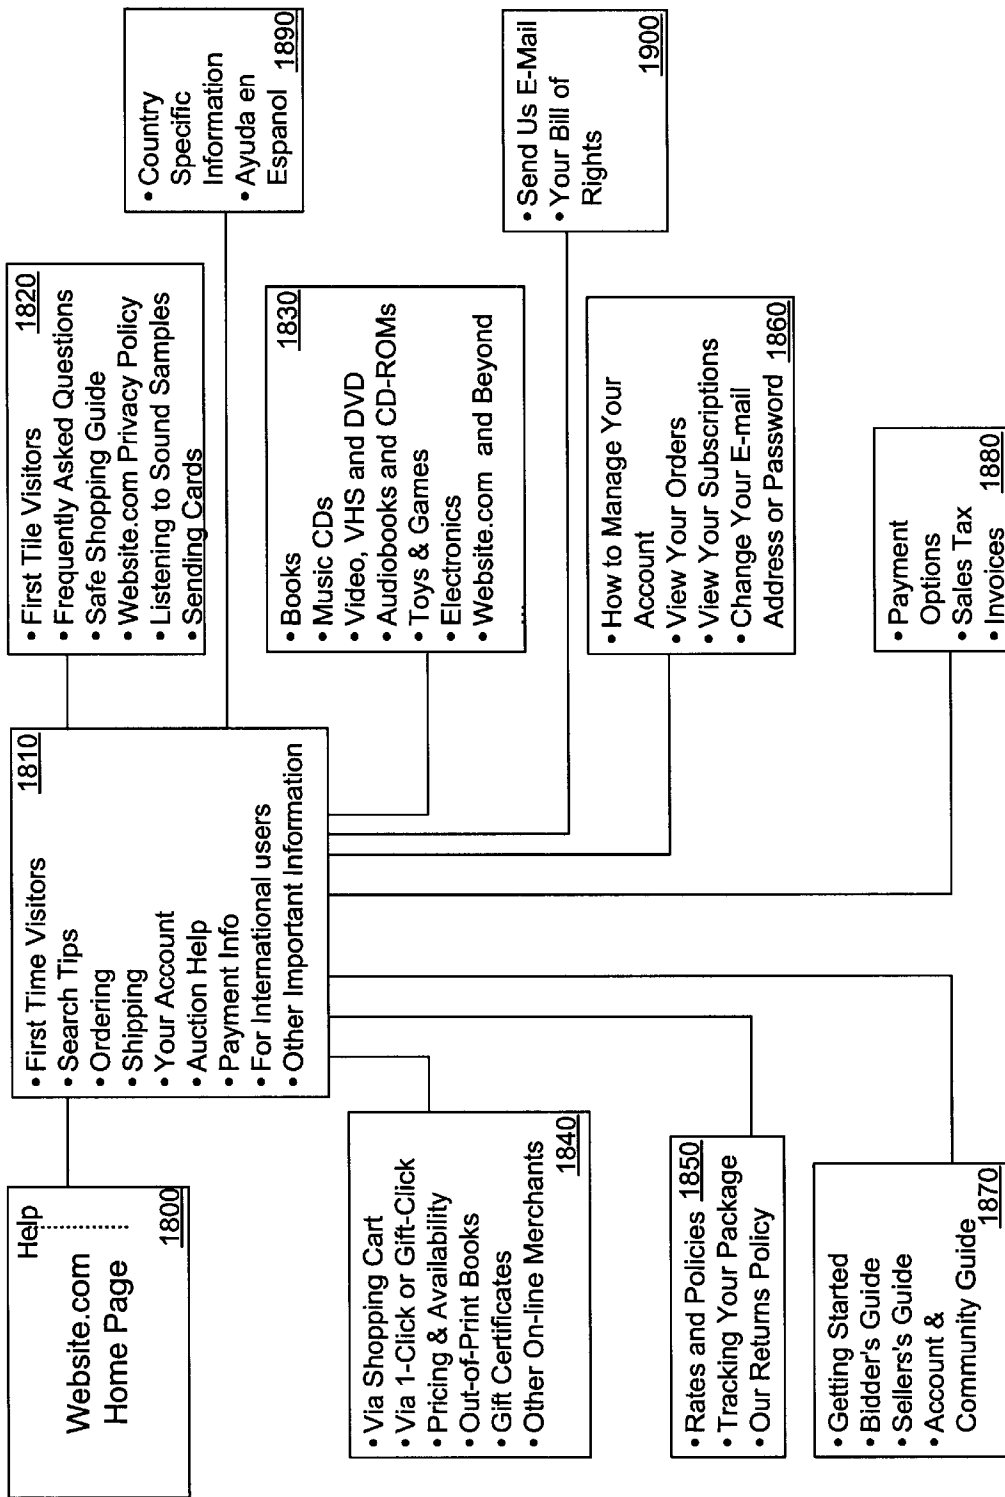 Help
Website.com
Home Page
1800
• First Time Visitors
• Search Tips
• Ordering
• Shipping
• Your Account
• Auction Help
• Payment Info
• For International users
• Other Important Information
1810
• First Tile Visitors
• Frequently Asked Questions
• Safe Shopping Guide
• Website.com Privacy Policy
• Listening to Sound Samples
• Sending Cards
1820
• Country
Specific
Information
• Ayuda en
Espanol
1890
• Books
• Music CDs
• Video, VHS and DVD
• Audiobooks and CD-ROMs
• Toys & Games
• Electronics
• Website.com and Beyond
1830
• Send Us E-Mail
• Your Bill of
Rights
1900
• Via Shopping Cart
• Via 1-Click or Gift-Click
• Pricing & Availability
• Out-of-Print Books
• Gift Certificates
• Other On-line Merchants
1840
• How to Manage Your
Account
• View Your Orders
• View Your Subscriptions
• Change Your E-mail
Address or Password
1860
• Rates and Policies
1850
• Tracking Your Package
• Our Returns Policy
• Getting Started
• Bidder's Guide
• Sellers's Guide
• Account &
Community Guide
1870
• Payment
Options
• Sales Tax
• Invoices
1880